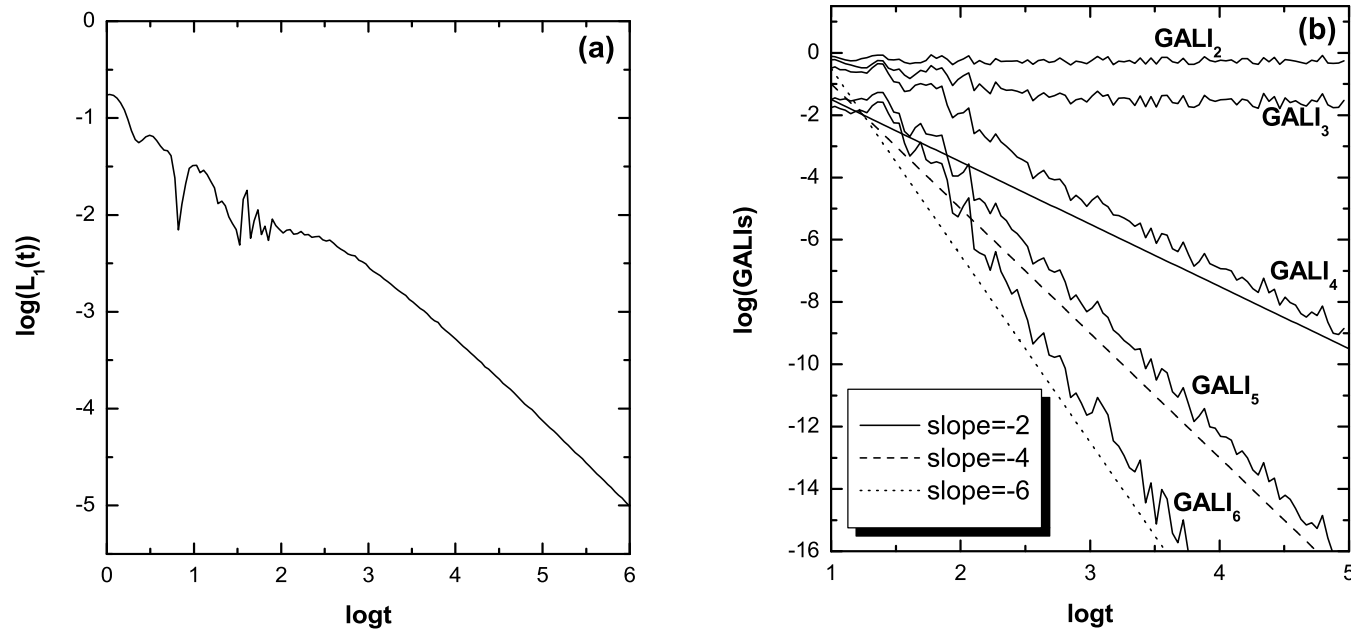 (a)
0
-1
-2
-3
-4
-5
log(L₁(t))
0 1 2 3 4 5 6
logt
(b)
0
-2
-4
-6
-8
-10
-12
-14
-16
log(GALIs)
GALI₂
GALI₃
GALI₄
GALI₅
GALI₆
slope=-2
slope=-4
slope=-6
1 2 3 4 5
logt